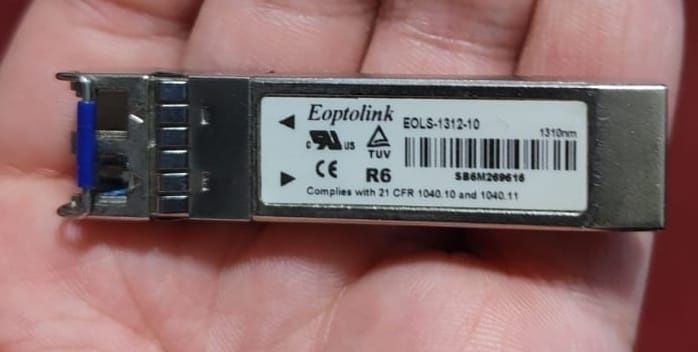 Eoptolink
EOLS-1312-10
1310nm
c UL US
TUV
CE
R6
SB6M269616
Complies with 21 CFR 1040.10 and 1040.11